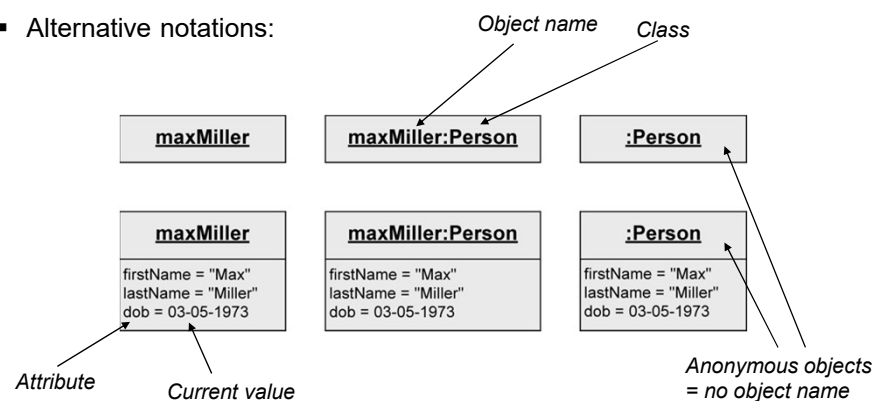 ▪ Alternative notations:
Object name
Class
maxMiller
maxMiller:Person
:Person
maxMiller
firstName = "Max"
lastName = "Miller"
dob = 03-05-1973
maxMiller:Person
firstName = "Max"
lastName = "Miller"
dob = 03-05-1973
:Person
firstName = "Max"
lastName = "Miller"
dob = 03-05-1973
Attribute
Current value
Anonymous objects
= no object name